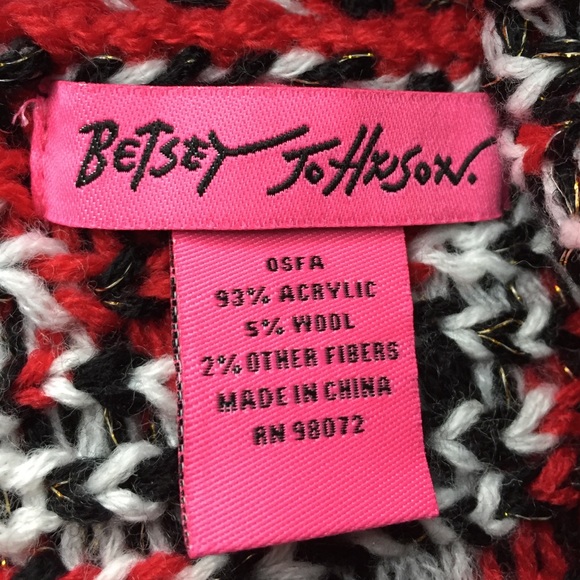 BETSEY JOHNSON.
OSFA
93% ACRYLIC
5% WOOL
2% OTHER FIBERS
MADE IN CHINA
RN 98072